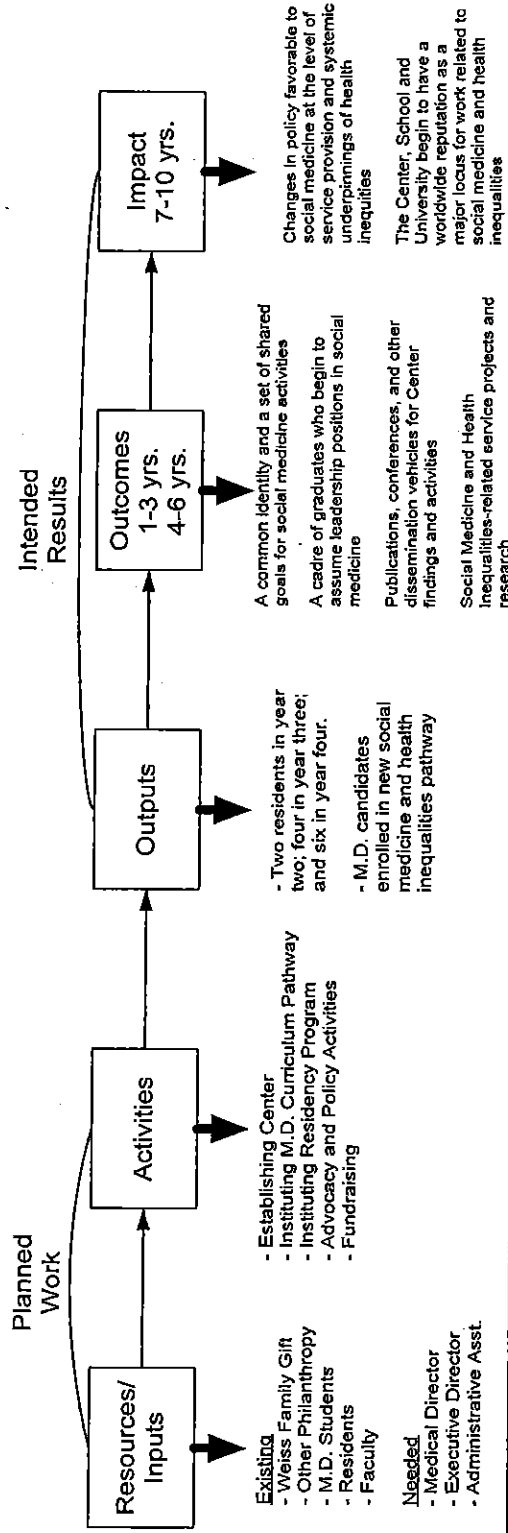 Planned
Work
Intended
Results
Resources/
Inputs
Activities
Outputs
Outcomes
1-3 yrs.
4-6 yrs.
Impact
7-10 yrs.
Existing
- Weiss Family Gift
- Other Philanthropy
- M.D. Students
- Residents
- Faculty
Needed
- Medical Director
- Executive Director
- Administrative Asst.
- Establishing Center
- Instituting M.D. Curriculum Pathway
- Instituting Residency Program
- Advocacy and Policy Activities
- Fundraising
- Two residents in year
two; four in year three;
and six in year four.
- M.D. candidates
enrolled in new social
medicine and health
inequalities pathway
A common identity and a set of shared
goals for social medicine activities
A cadre of graduates who begin to
assume leadership positions in social
medicine
Publications, conferences, and other
dissemination vehicles for Center
findings and activities
Social Medicine and Health
Inequalities-related service projects and
research
Changes in policy favorable to
social medicine at the level of
service provision and systemic
underpinnings of health
inequities
The Center, School and
University begin to have a
worldwide reputation as a
major locus for work related to
social medicine and health
inequalities